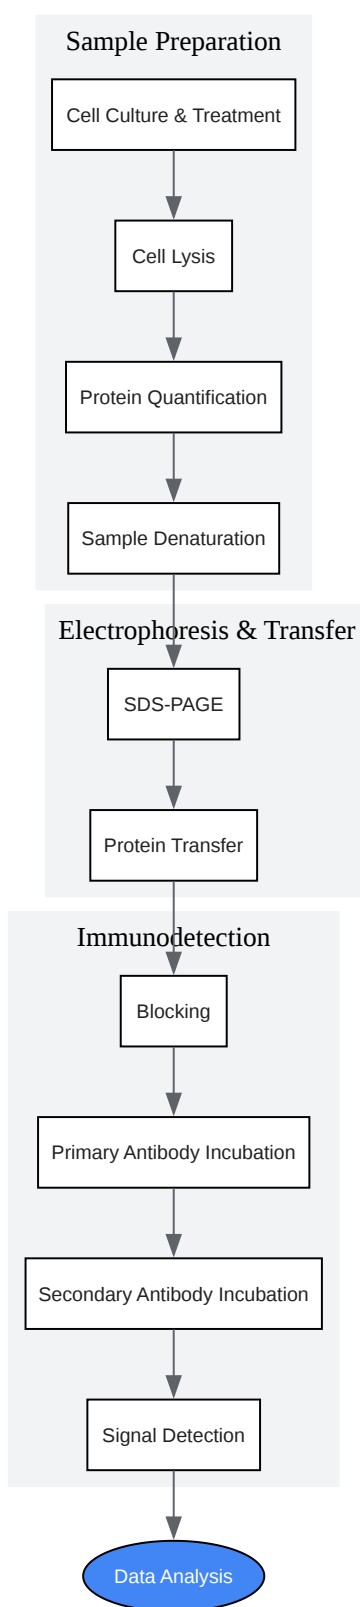 Sample Preparation
Cell Culture & Treatment
Cell Lysis
Protein Quantification
Sample Denaturation
Electrophoresis & Transfer
SDS-PAGE
Protein Transfer
Immunodetection
Blocking
Primary Antibody Incubation
Secondary Antibody Incubation
Signal Detection
Data Analysis